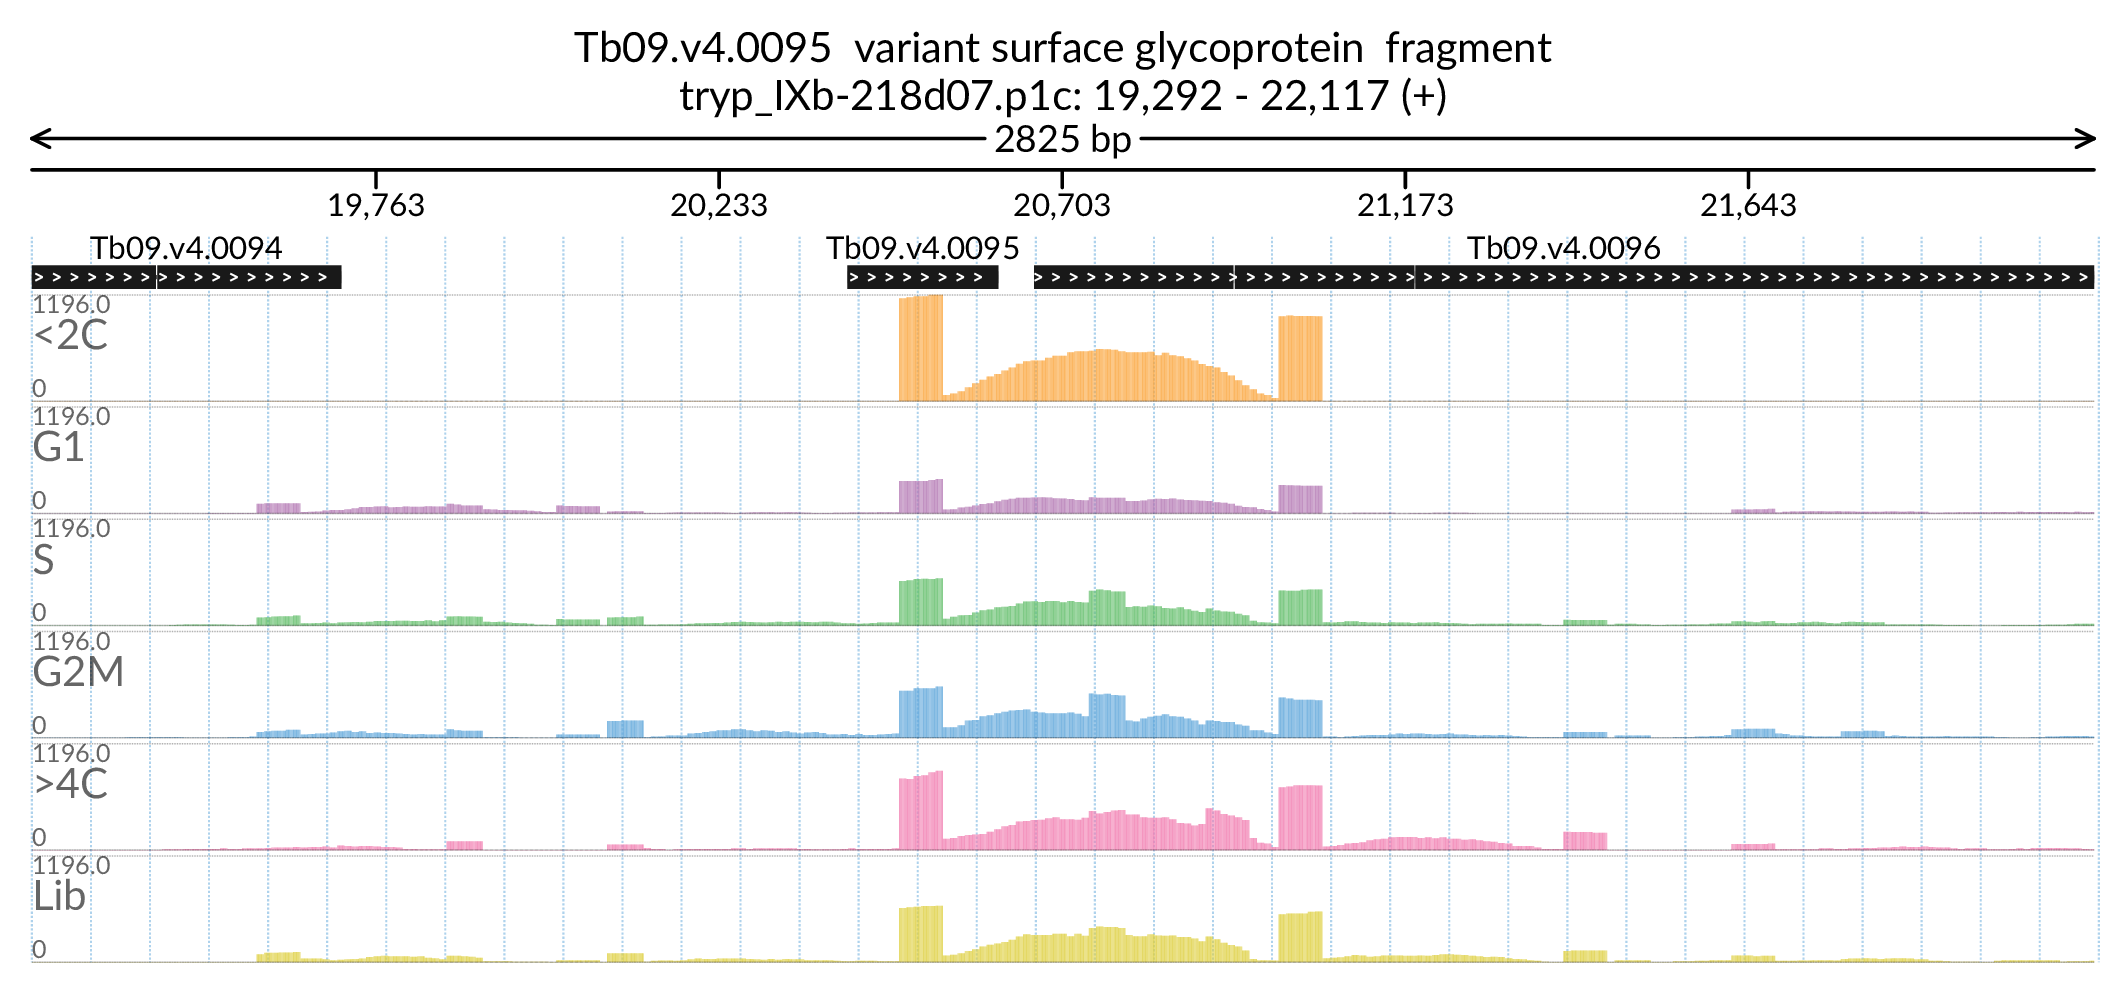 Tb09.v4.0095 variant surface glycoprotein fragment
tryp_IXb-218d07.p1c: 19,292 - 22,117 (+)
2825 bp
19,763 20,233 20,703 21,173 21,643
Tb09.v4.0094 Tb09.v4.0095 Tb09.v4.0096
1196.0
<2C
0
1196.0
G1
0
1196.0
S
0
1196.0
G2M
0
1196.0
>4C
0
1196.0
Lib
0